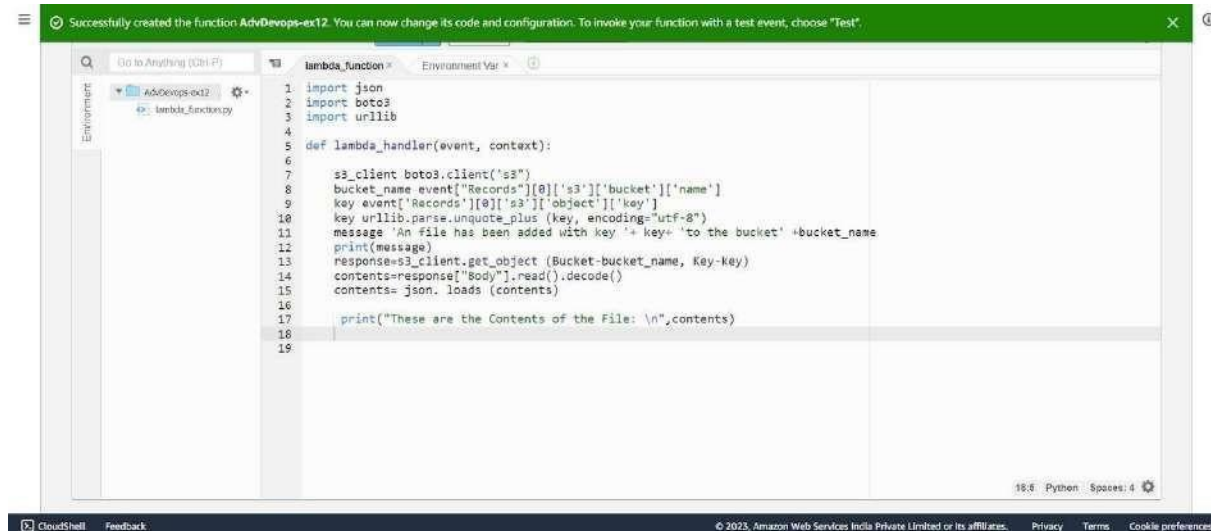 Successfully created the function AdvDevops-ex12. You can now change its code and configuration. To invoke your function with a test event, choose "Test".
Go to Anything (Ctrl-P)
lambda_function × Environment Var ×
Environment
AdvDevops-ex12
lambda_function.py
1 import json
2 import boto3
3 import urllib
4
5 def lambda_handler(event, context):
6
7 s3_client boto3.client('s3")
8 bucket_name event["Records"][0]['s3']['bucket']['name']
9 key event['Records'][0]['s3']['object']['key']
10 key urllib.parse.unquote_plus (key, encoding="utf-8")
11 message 'An file has been added with key '+ key+ 'to the bucket' +bucket_name
12 print(message)
13 response=s3_client.get_object (Bucket-bucket_name, Key-key)
14 contents=response["Body"].read().decode()
15 contents= json. loads (contents)
16
17 print("These are the Contents of the File: \n",contents)
18
19
18:5 Python Spaces: 4
CloudShell Feedback © 2023, Amazon Web Services India Private Limited or its affiliates. Privacy Terms Cookie preferences